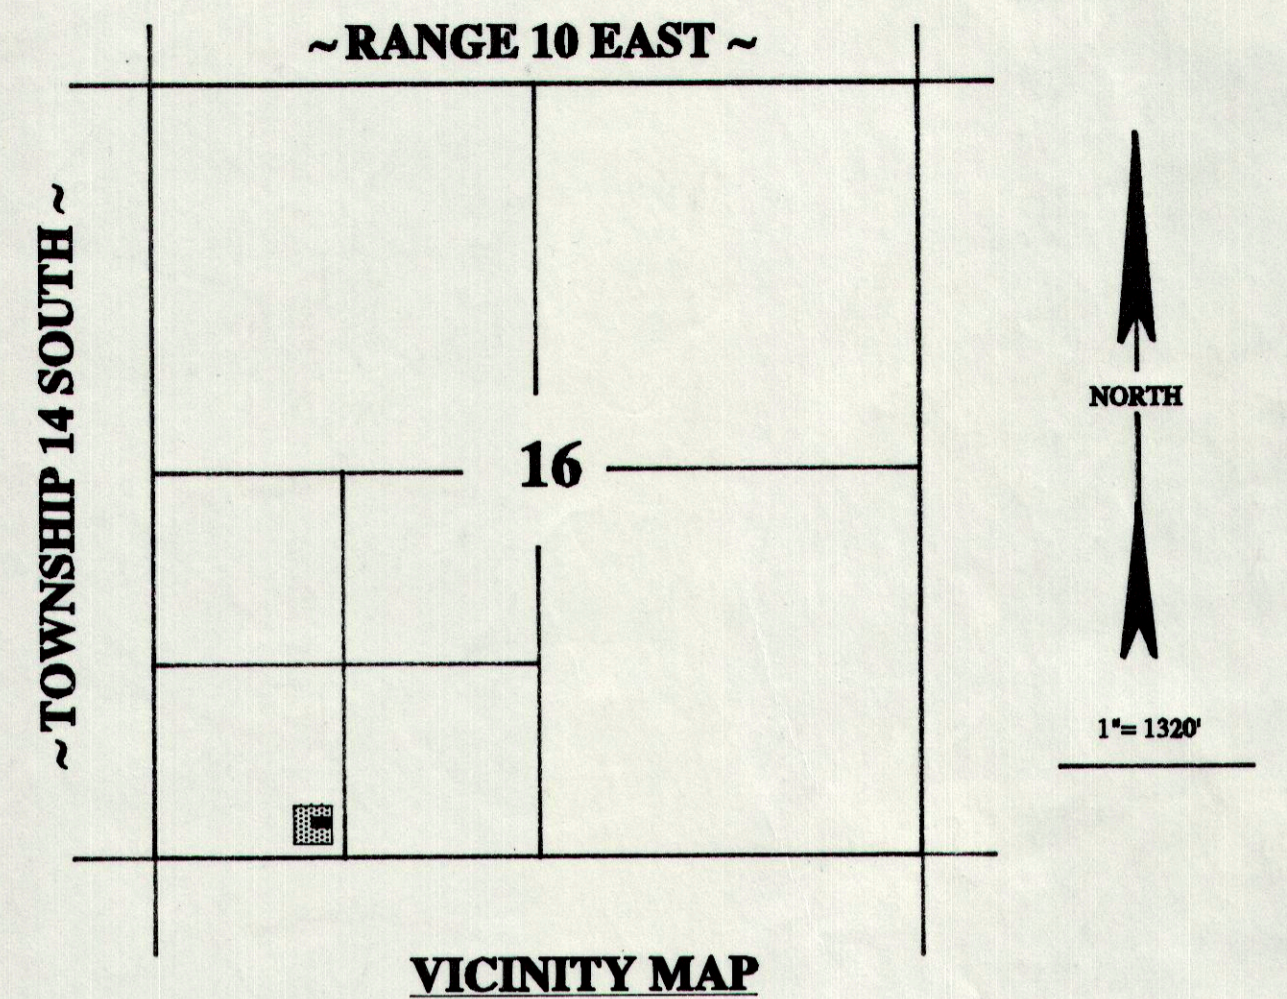 ~ RANGE 10 EAST ~
~ TOWNSHIP 14 SOUTH ~
16
NORTH
1"= 1320'
VICINITY MAP